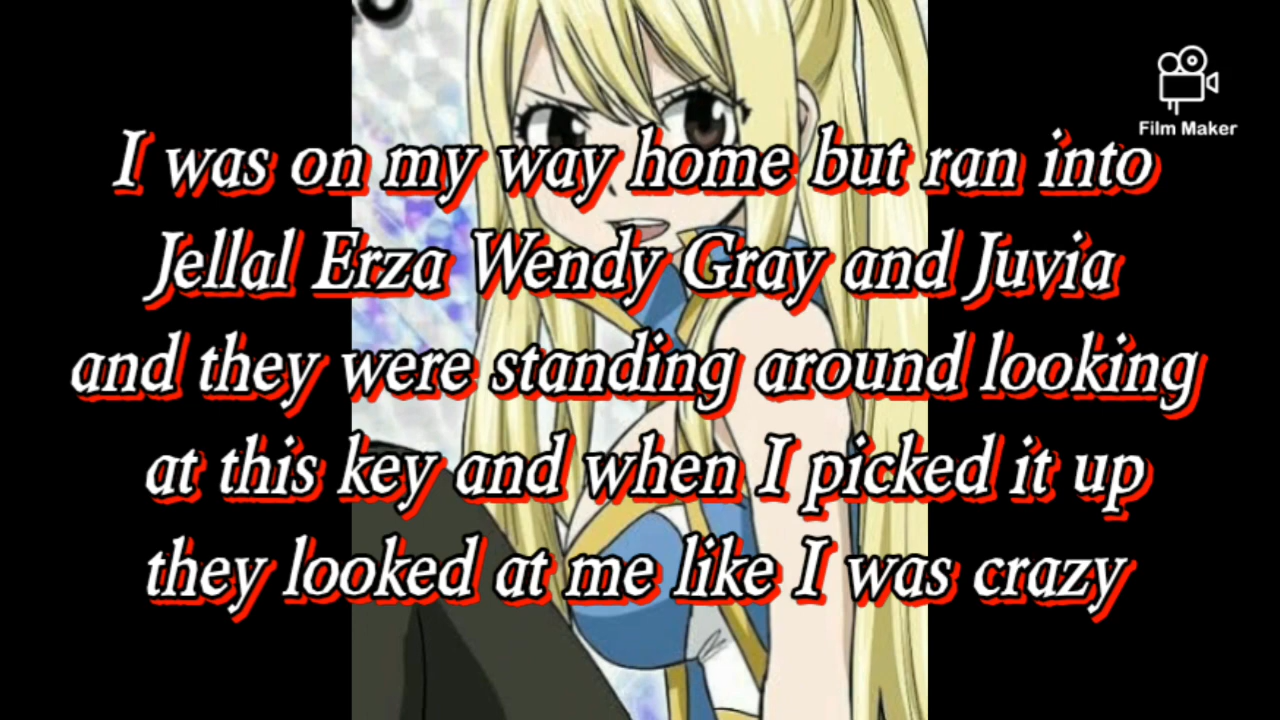 Film Maker
I was on my way home but ran into
Jellal Erza Wendy Gray and Juvia
and they were standing around looking
at this key and when I picked it up
they looked at me like I was crazy